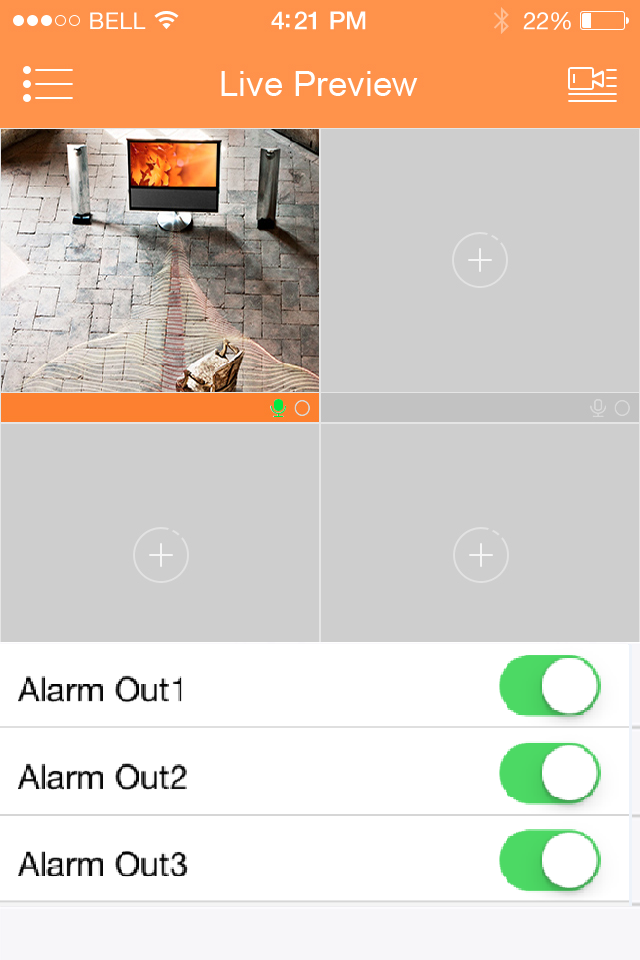 BELL 4:21 PM 22%
Live Preview
Alarm Out1
Alarm Out2
Alarm Out3